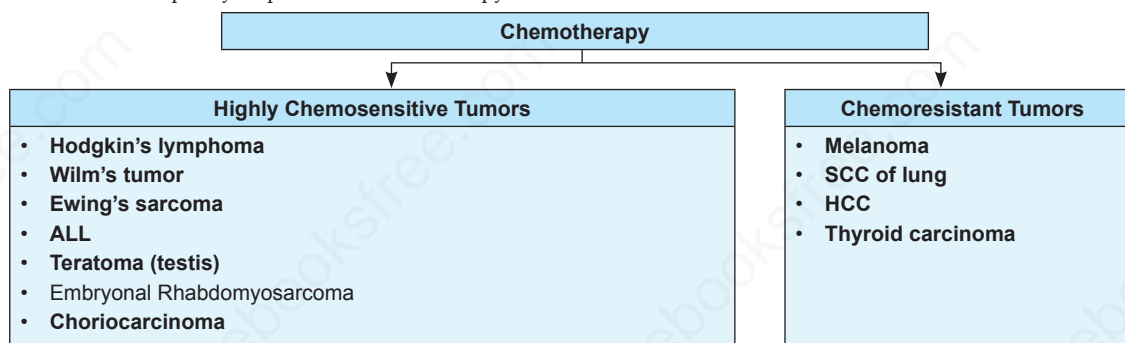 Chemotherapy
Highly Chemosensitive Tumors
• Hodgkin's lymphoma
• Wilm's tumor
• Ewing's sarcoma
• ALL
• Teratoma (testis)
• Embryonal Rhabdomyosarcoma
• Choriocarcinoma
Chemoresistant Tumors
• Melanoma
• SCC of lung
• HCC
• Thyroid carcinoma